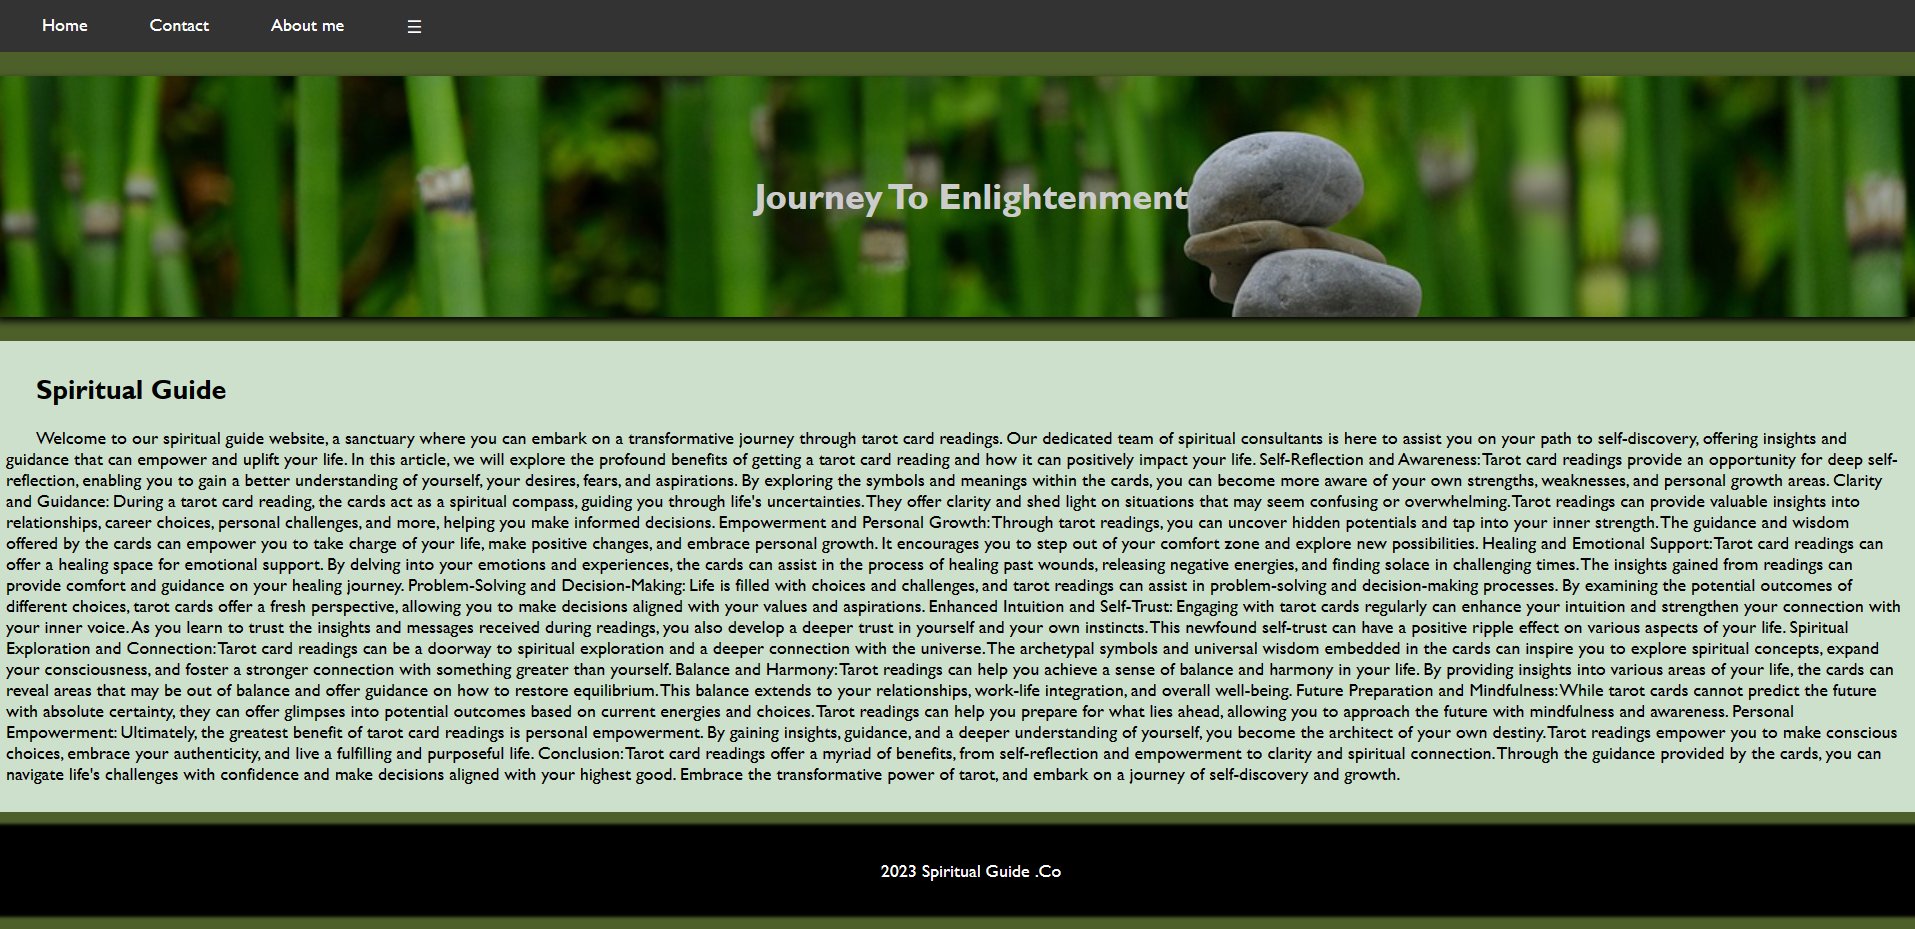 Home Contact About me ☰
Journey To Enlightenment
Spiritual Guide
Welcome to our spiritual guide website, a sanctuary where you can embark on a transformative journey through tarot card readings. Our dedicated team of spiritual consultants is here to assist you on your path to self-discovery, offering insights and
guidance that can empower and uplift your life. In this article, we will explore the profound benefits of getting a tarot card reading and how it can positively impact your life. Self-Reflection and Awareness: Tarot card readings provide an opportunity for deep self-
reflection, enabling you to gain a better understanding of yourself, your desires, fears, and aspirations. By exploring the symbols and meanings within the cards, you can become more aware of your own strengths, weaknesses, and personal growth areas. Clarity
and Guidance: During a tarot card reading, the cards act as a spiritual compass, guiding you through life's uncertainties. They offer clarity and shed light on situations that may seem confusing or overwhelming. Tarot readings can provide valuable insights into
relationships, career choices, personal challenges, and more, helping you make informed decisions. Empowerment and Personal Growth: Through tarot readings, you can uncover hidden potentials and tap into your inner strength. The guidance and wisdom
offered by the cards can empower you to take charge of your life, make positive changes, and embrace personal growth. It encourages you to step out of your comfort zone and explore new possibilities. Healing and Emotional Support: Tarot card readings can
offer a healing space for emotional support. By delving into your emotions and experiences, the cards can assist in the process of healing past wounds, releasing negative energies, and finding solace in challenging times. The insights gained from readings can
provide comfort and guidance on your healing journey. Problem-Solving and Decision-Making: Life is filled with choices and challenges, and tarot readings can assist in problem-solving and decision-making processes. By examining the potential outcomes of
different choices, tarot cards offer a fresh perspective, allowing you to make decisions aligned with your values and aspirations. Enhanced Intuition and Self-Trust: Engaging with tarot cards regularly can enhance your intuition and strengthen your connection with
your inner voice. As you learn to trust the insights and messages received during readings, you also develop a deeper trust in yourself and your own instincts. This newfound self-trust can have a positive ripple effect on various aspects of your life. Spiritual
Exploration and Connection: Tarot card readings can be a doorway to spiritual exploration and a deeper connection with the universe. The archetypal symbols and universal wisdom embedded in the cards can inspire you to explore spiritual concepts, expand
your consciousness, and foster a stronger connection with something greater than yourself. Balance and Harmony: Tarot readings can help you achieve a sense of balance and harmony in your life. By providing insights into various areas of your life, the cards can
reveal areas that may be out of balance and offer guidance on how to restore equilibrium. This balance extends to your relationships, work-life integration, and overall well-being. Future Preparation and Mindfulness: While tarot cards cannot predict the future
with absolute certainty, they can offer glimpses into potential outcomes based on current energies and choices. Tarot readings can help you prepare for what lies ahead, allowing you to approach the future with mindfulness and awareness. Personal
Empowerment: Ultimately, the greatest benefit of tarot card readings is personal empowerment. By gaining insights, guidance, and a deeper understanding of yourself, you become the architect of your own destiny. Tarot readings empower you to make conscious
choices, embrace your authenticity, and live a fulfilling and purposeful life. Conclusion: Tarot card readings offer a myriad of benefits, from self-reflection and empowerment to clarity and spiritual connection. Through the guidance provided by the cards, you can
navigate life's challenges with confidence and make decisions aligned with your highest good. Embrace the transformative power of tarot, and embark on a journey of self-discovery and growth.
2023 Spiritual Guide .Co